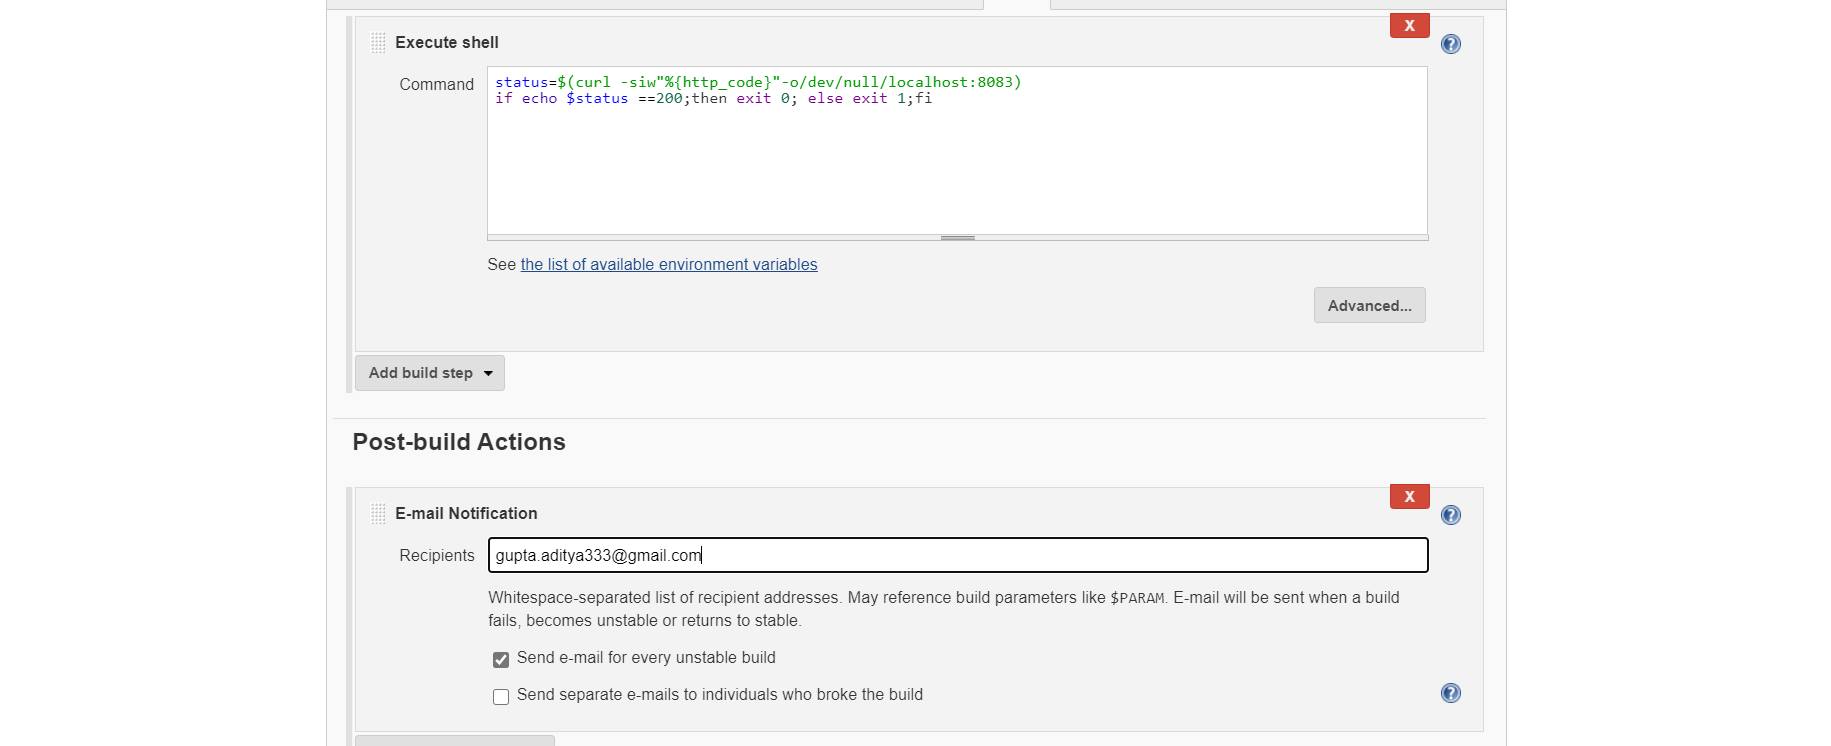 X
Execute shell
Command
status=$(curl -siw"%{http_code}"-o/dev/null/localhost:8083)
if echo $status ==200;then exit 0; else exit 1;fi
See the list of available environment variables
Advanced...
Add build step
Post-build Actions
X
E-mail Notification
Recipients
gupta.aditya333@gmail.com
Whitespace-separated list of recipient addresses. May reference build parameters like $PARAM. E-mail will be sent when a build
fails, becomes unstable or returns to stable.
Send e-mail for every unstable build
Send separate e-mails to individuals who broke the build